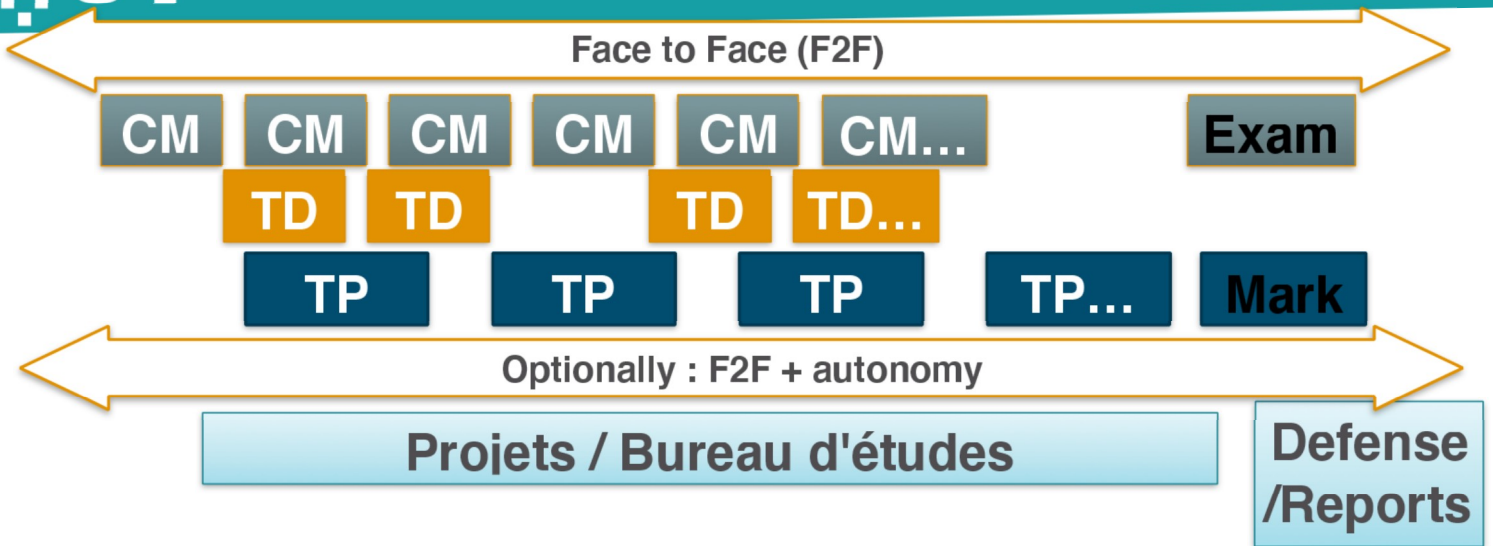 Face to Face (F2F)
CM CM CM CM CM CM... Exam
TD TD TD TD...
TP TP TP TP... Mark
Optionally : F2F + autonomy
Projets / Bureau d'études
Defense
/Reports